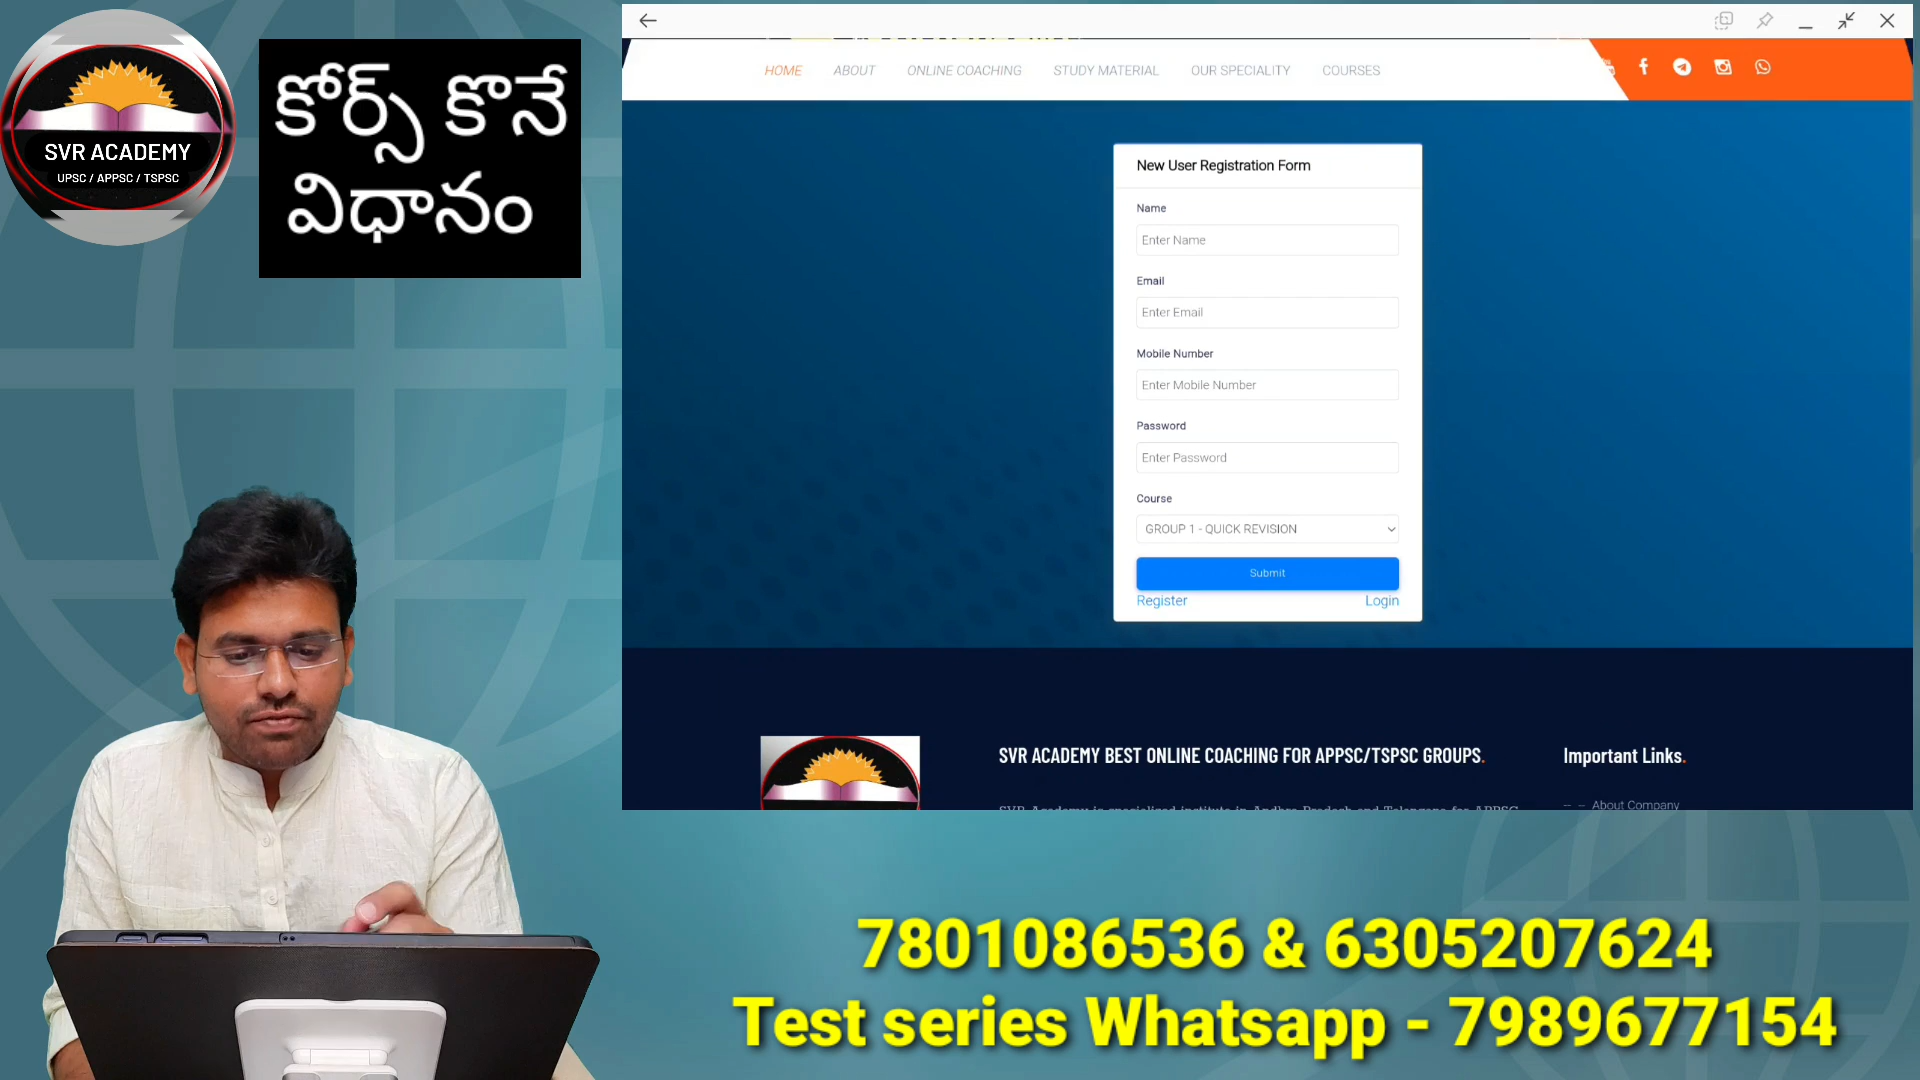 SVR ACADEMY
UPSC / APPSC / TSPSC
కోర్స్ కొనే
విధానం
HOME ABOUT ONLINE COACHING STUDY MATERIAL OUR SPECIALITY COURSES
New User Registration Form
Name
Enter Name
Email
Enter Email
Mobile Number
Enter Mobile Number
Password
Enter Password
Course
GROUP 1 - QUICK REVISION
Submit
Register Login
SVR ACADEMY BEST ONLINE COACHING FOR APPSC/TSPSC GROUPS.
Important Links.
-- -- About Company
7801086536 & 6305207624
Test series Whatsapp - 7989677154